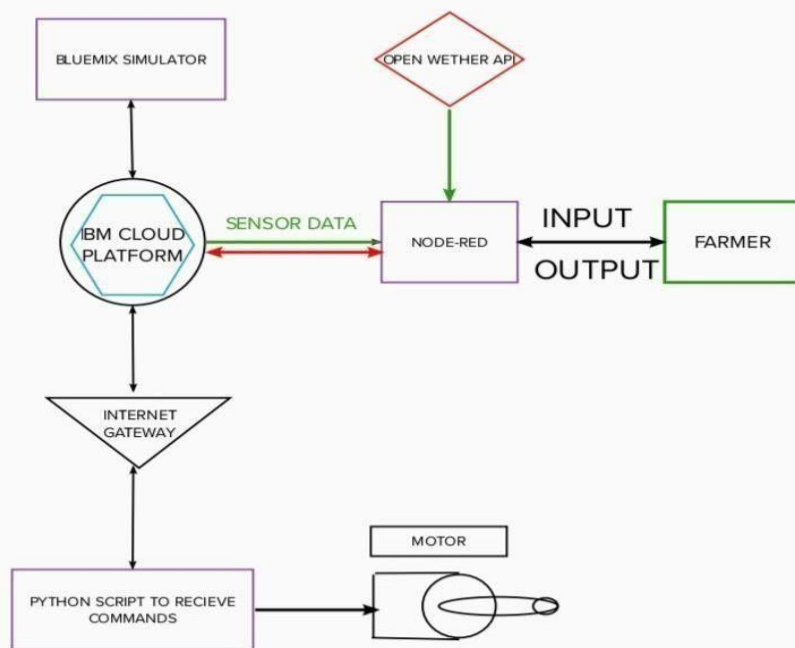 BLUEMIX SIMULATOR
OPEN WETHER API
IBM CLOUD
PLATFORM
SENSOR DATA
NODE-RED
INPUT
OUTPUT
FARMER
INTERNET
GATEWAY
MOTOR
PYTHON SCRIPT TO RECIEVE
COMMANDS